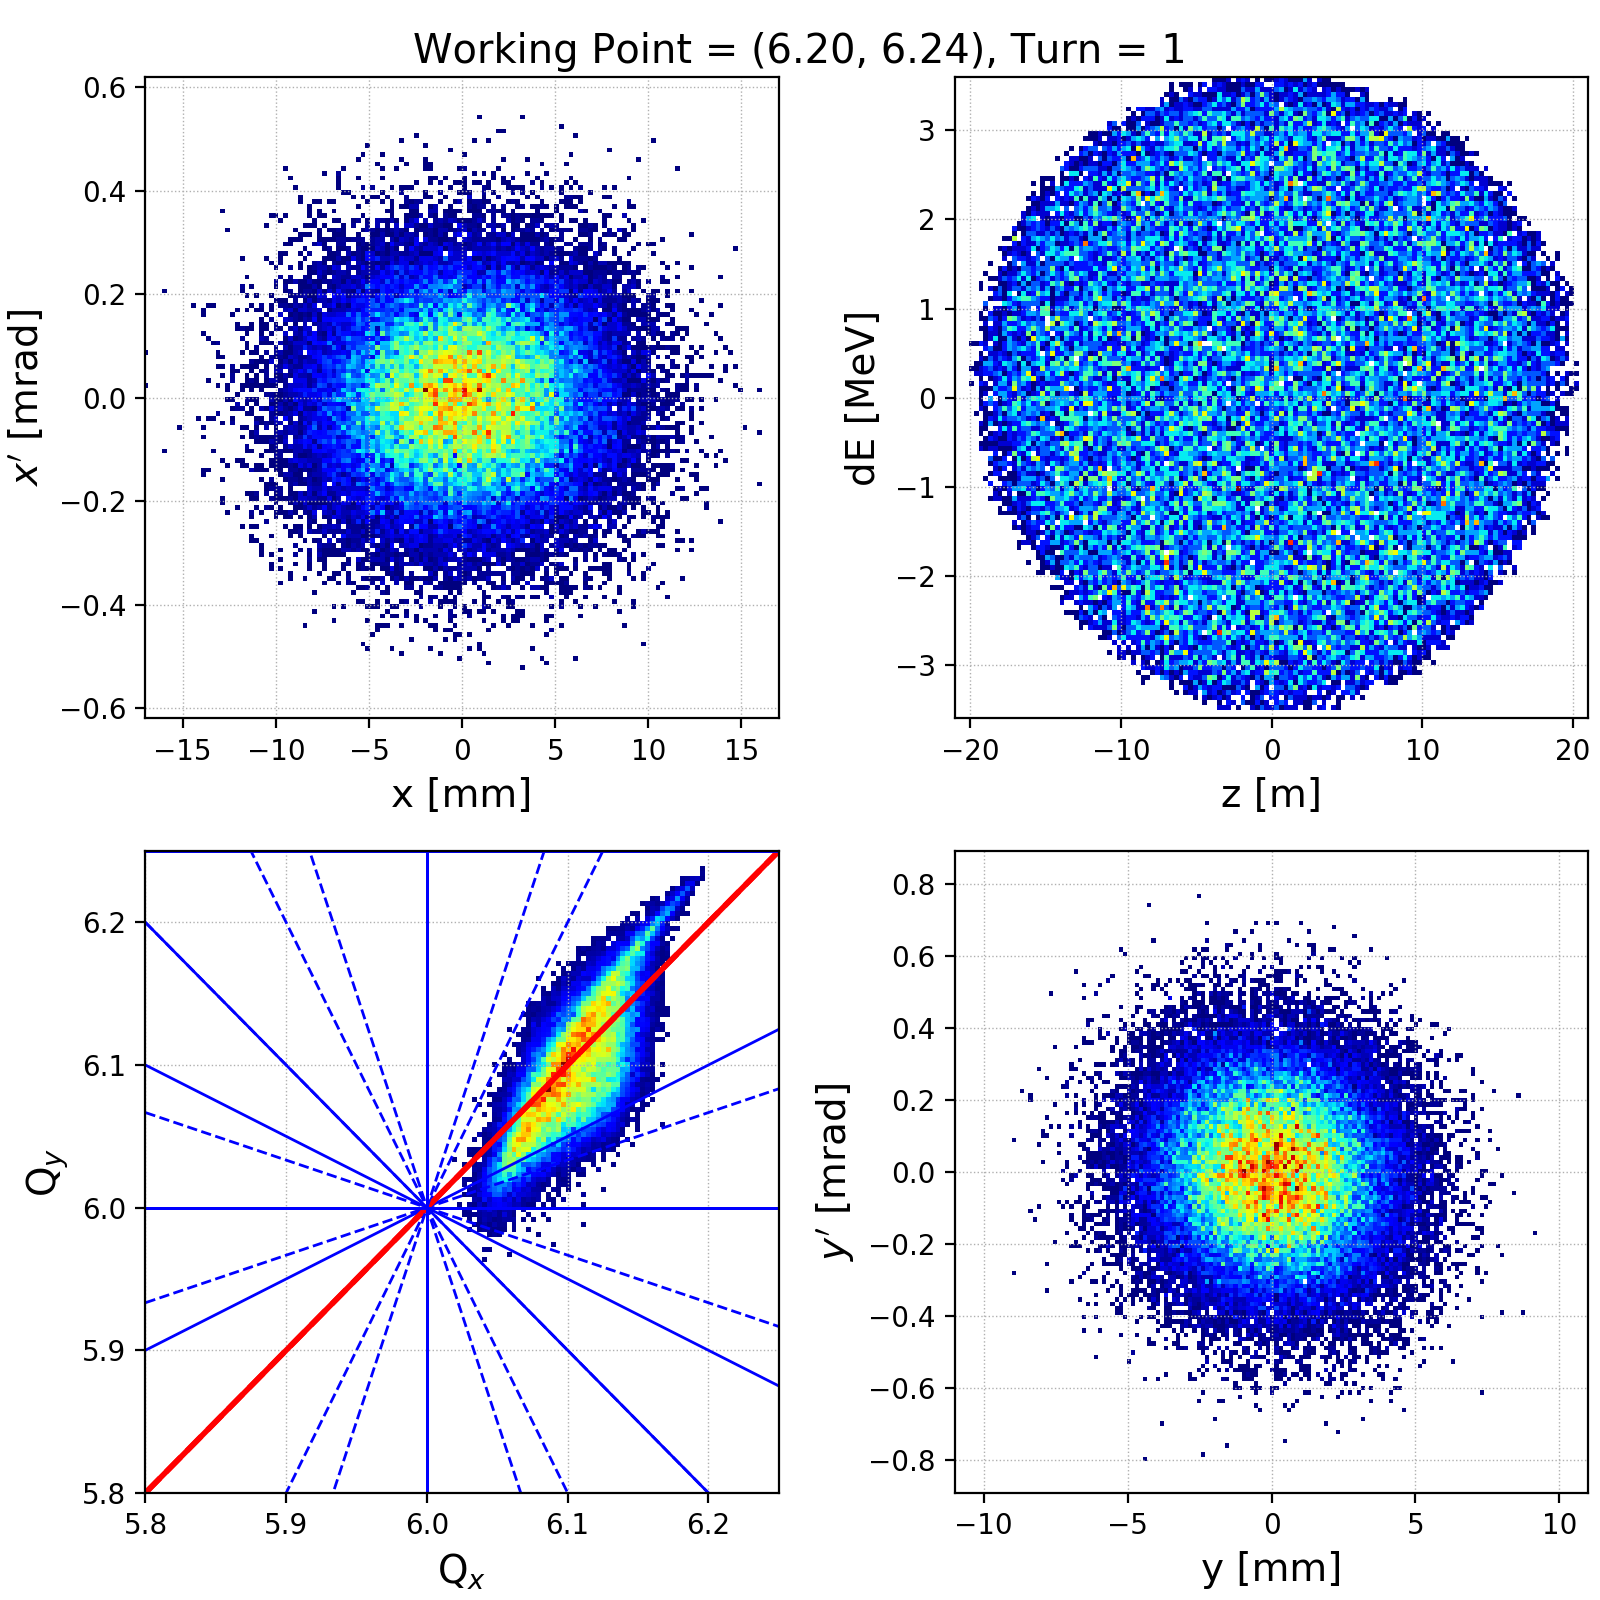 Working Point = (6.20, 6.24), Turn = 1
0.6
0.4
0.2
0.0
−0.2
−0.4
−0.6
x′ [mrad]
−15 −10 −5 0 5 10 15
x [mm]
3
2
1
0
−1
−2
−3
dE [MeV]
−20 −10 0 10 20
z [m]
6.2
6.1
6.0
5.9
5.8
Qy
5.8 5.9 6.0 6.1 6.2
Qx
0.8
0.6
0.4
0.2
0.0
−0.2
−0.4
−0.6
−0.8
y′ [mrad]
−10 −5 0 5 10
y [mm]